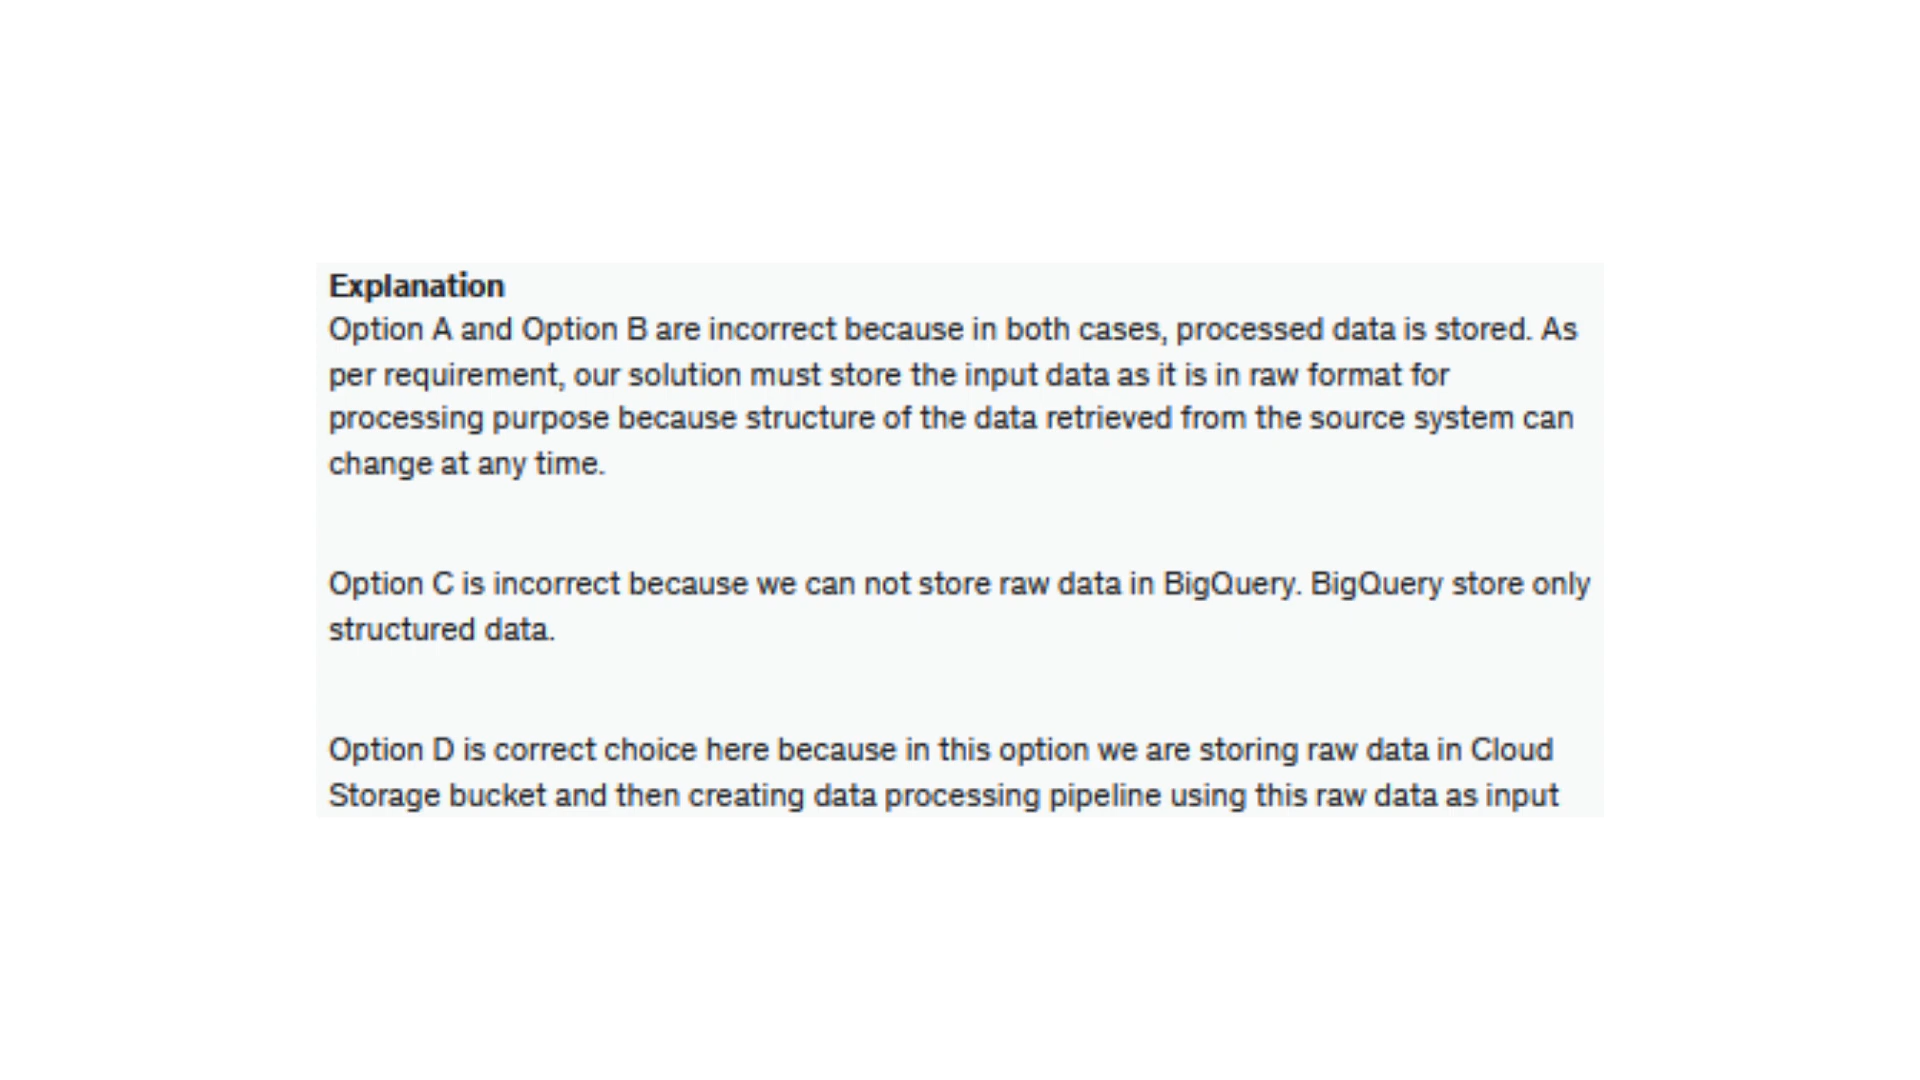 Explanation
Option A and Option B are incorrect because in both cases, processed data is stored. As
per requirement, our solution must store the input data as it is in raw format for
processing purpose because structure of the data retrieved from the source system can
change at any time.
Option C is incorrect because we can not store raw data in BigQuery. BigQuery store only
structured data.
Option D is correct choice here because in this option we are storing raw data in Cloud
Storage bucket and then creating data processing pipeline using this raw data as input